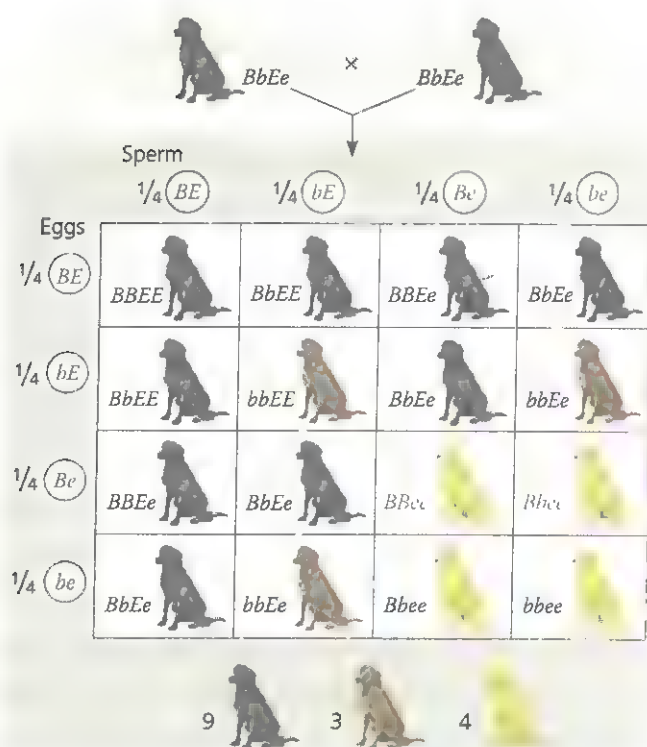 BbEe × BbEe
Sperm
1/4 BE 1/4 bE 1/4 Be 1/4 be
Eggs
1/4 BE BBEE BbEE BBEe BbEe
1/4 bE BbEE bbEE BbEe bbEe
1/4 Be BBEe BbEe BBee Bbee
1/4 be BbEe bbEe Bbee bbee
9 3 4